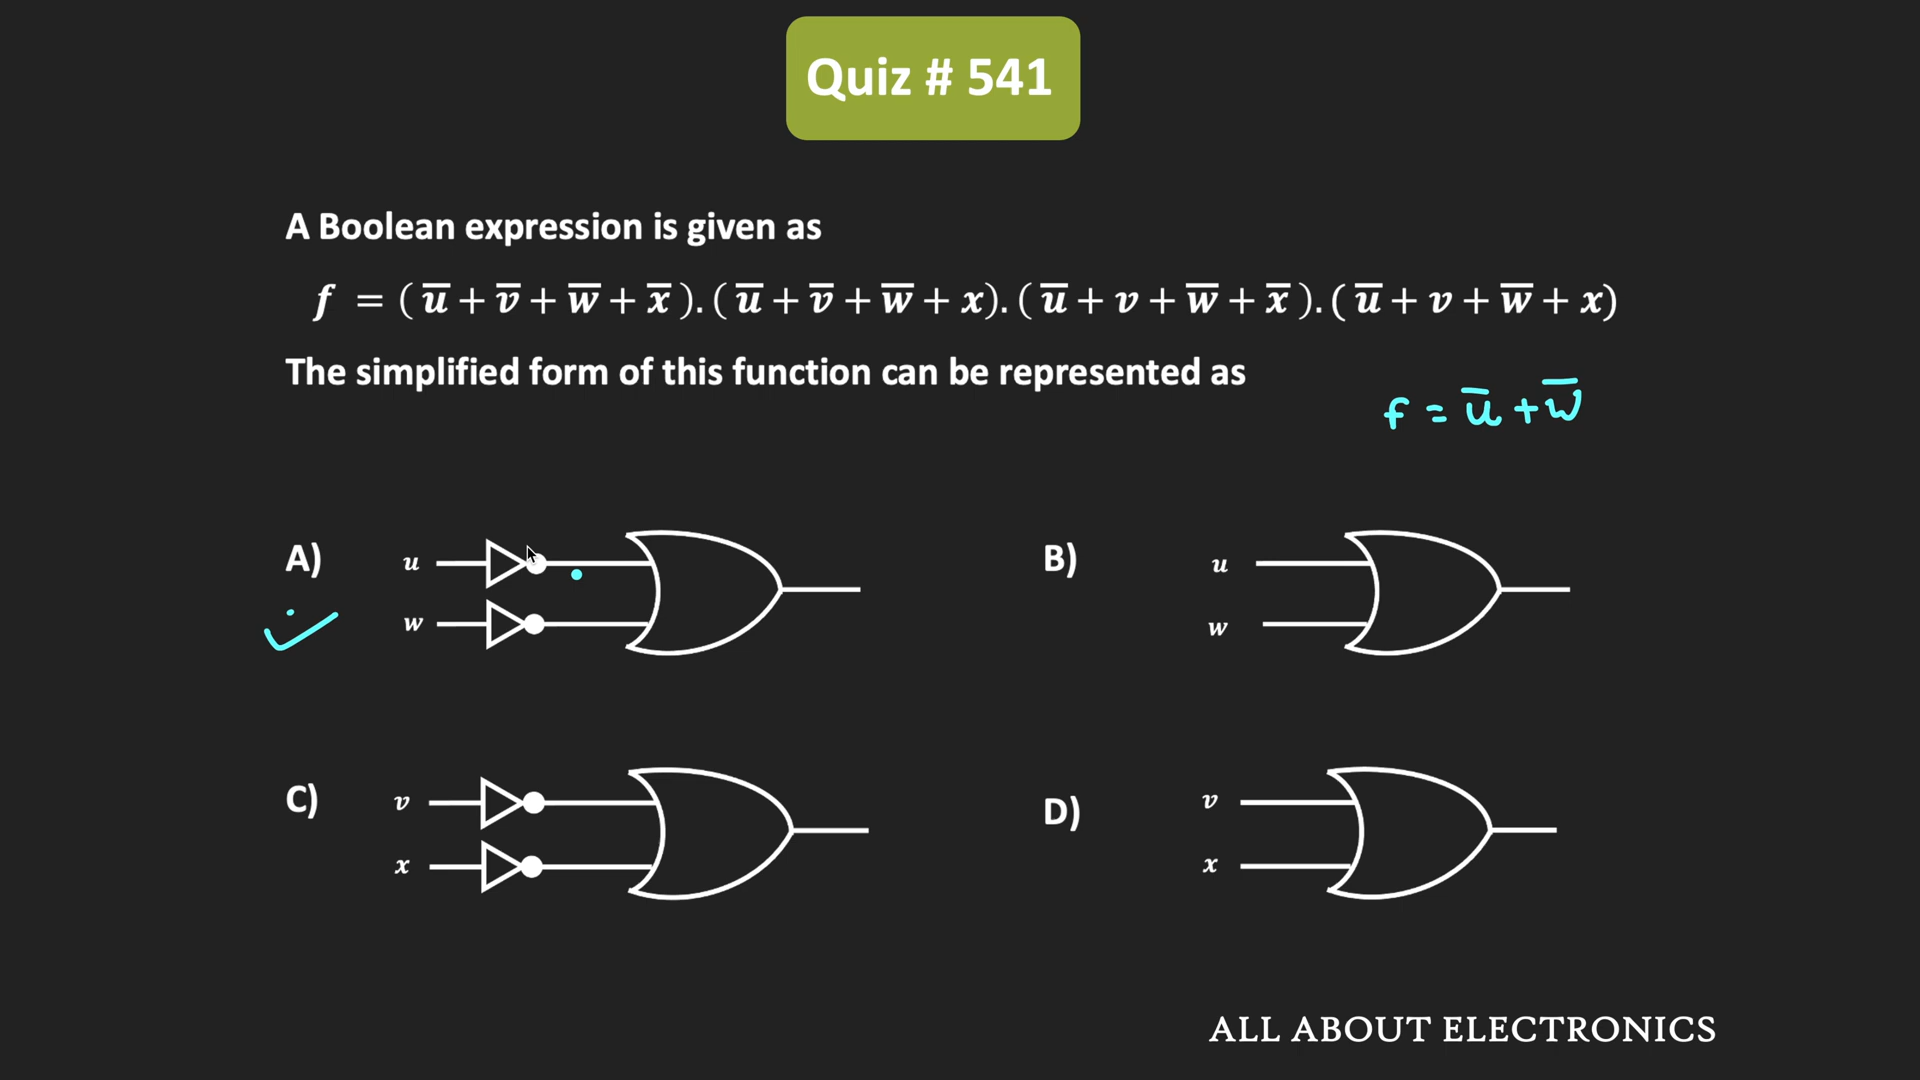 Quiz # 541
A Boolean expression is given as
f = ( u̅ + v̅ + w̅ + x̅ ). ( u̅ + v̅ + w̅ + x). ( u̅ + v + w̅ + x̅ ). ( u̅ + v + w̅ + x)
The simplified form of this function can be represented as
f = u̅ + w̅
A)
u
w
B)
u
w
C)
v
x
D)
v
x
ALL ABOUT ELECTRONICS